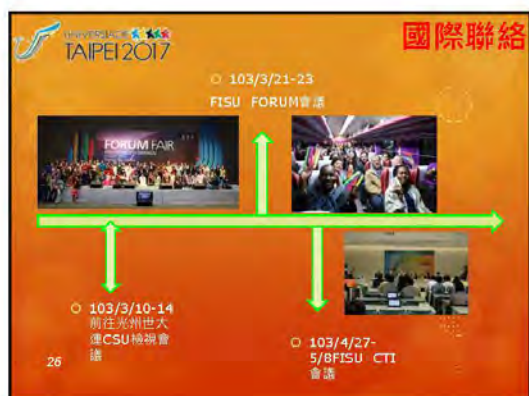 UNIVERSIADE
TAIPEI 2017
國際聯絡
103/3/21-23
FISU FORUM會議
FORUM FAIR
103/3/10-14
前往光州世大
運CSU檢視會
議
103/4/27-
5/8FISU CTI
會議
26